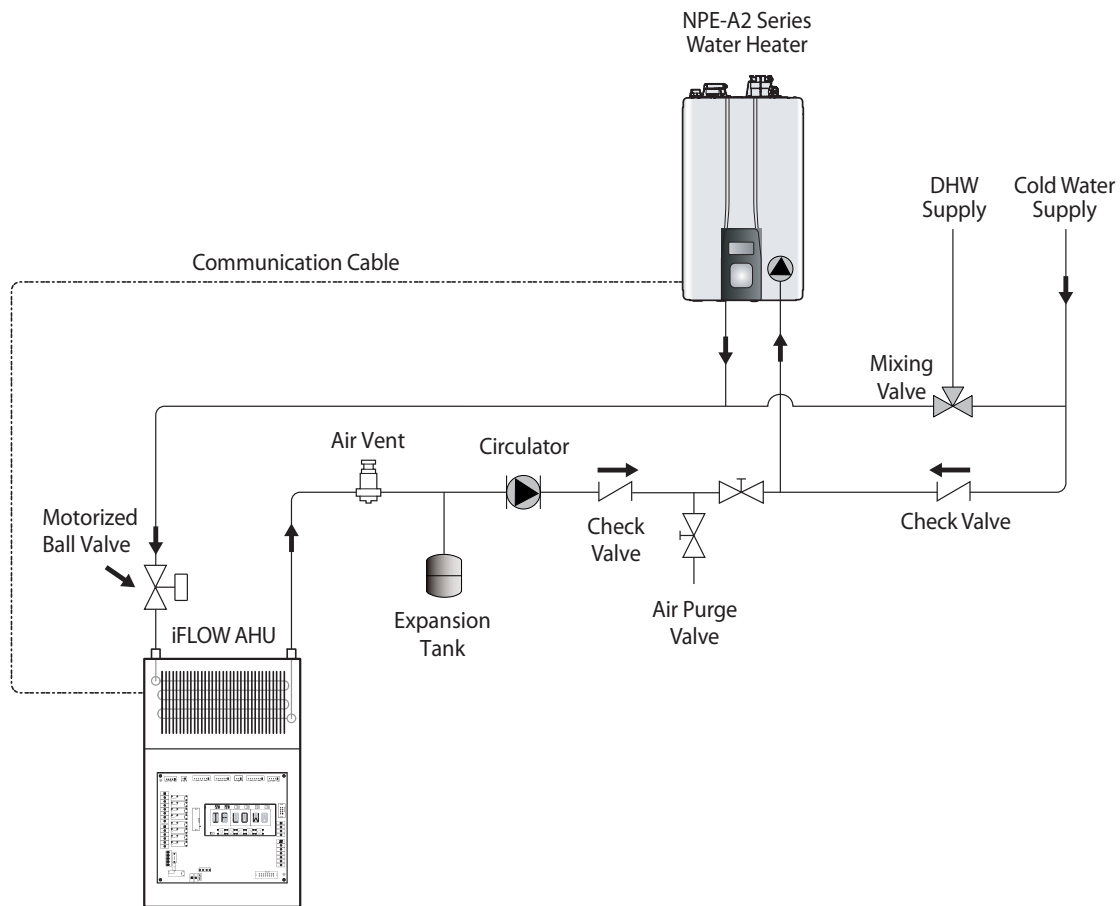 NPE-A2 Series
Water Heater
DHW
Supply
Cold Water
Supply
Communication Cable
Mixing
Valve
Air Vent
Circulator
Motorized
Ball Valve
Check
Valve
Check Valve
Expansion
Tank
Air Purge
Valve
iFLOW AHU